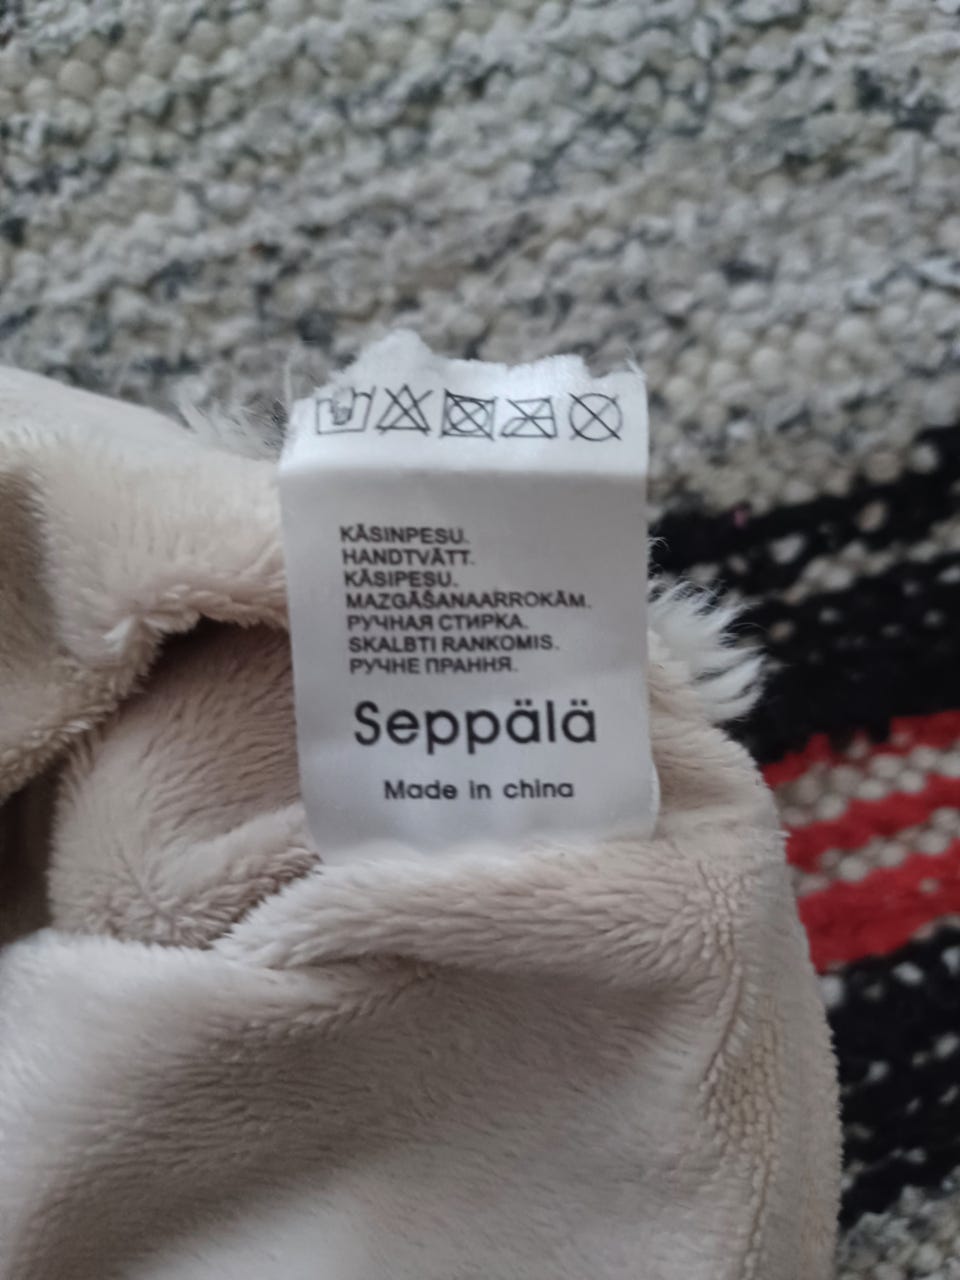 KÄSINPESU.
HANDTVÄTT.
KÄSIPESU.
MAZGĀŠANAARROKĀM.
РУЧНАЯ СТИРКА.
SKALBTI RANKOMIS.
РУЧНЕ ПРАННЯ.
Seppälä
Made in china